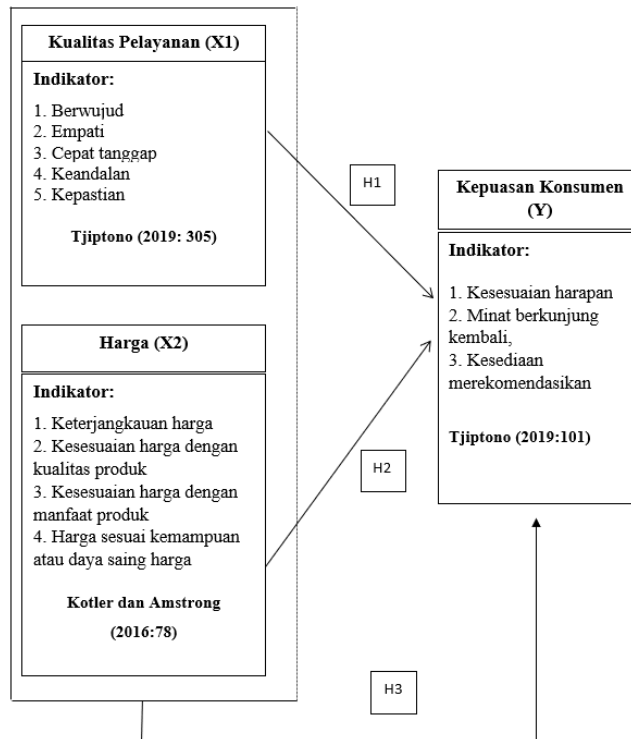 Kualitas Pelayanan (X1)
Indikator:
1. Berwujud
2. Empati
3. Cepat tanggap
4. Keandalan
5. Kepastian
Tjiptono (2019: 305)
H1
Kepuasan Konsumen
(Y)
Indikator:
1. Kesesuaian harapan
2. Minat berkunjung
kembali,
3. Kesediaan
merekomendasikan
Tjiptono (2019:101)
Harga (X2)
Indikator:
1. Keterjangkauan harga
2. Kesesuaian harga dengan
kualitas produk
3. Kesesuaian harga dengan
manfaat produk
4. Harga sesuai kemampuan
atau daya saing harga
Kotler dan Amstrong
(2016:78)
H2
H3